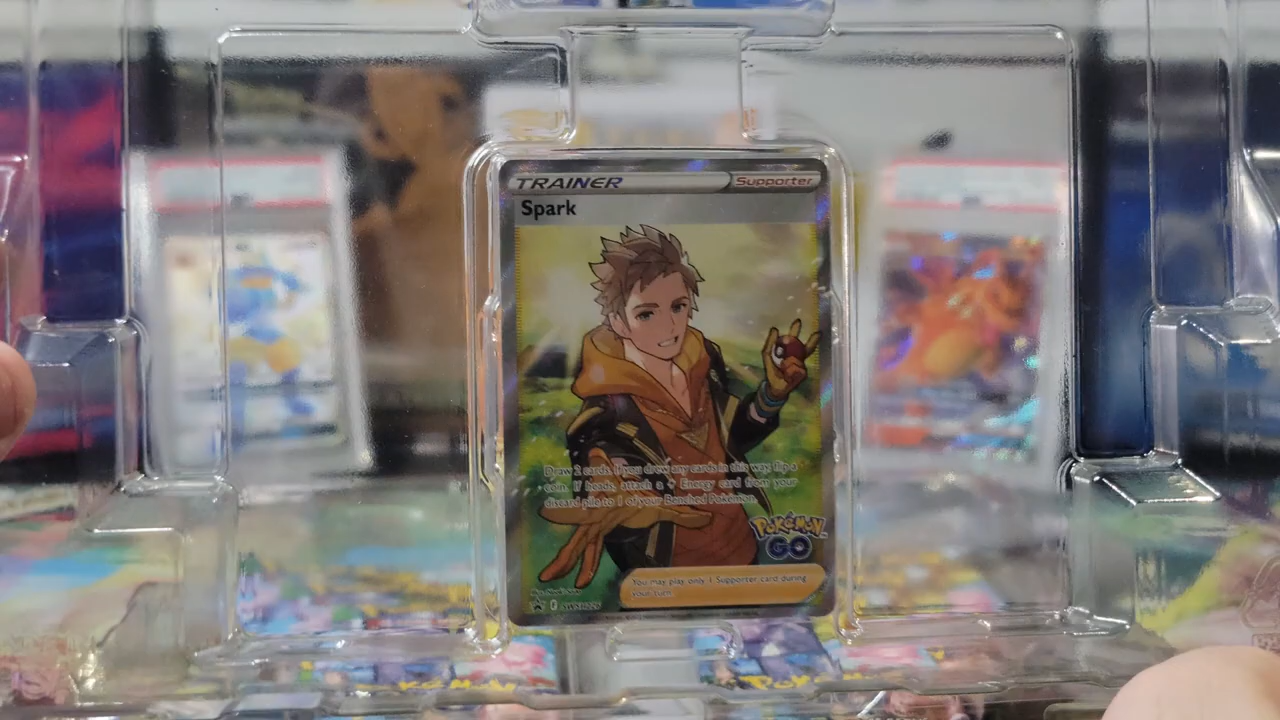 TRAINER
Supporter
Spark
Draw 2 cards. If you drew any cards in this way, flip a
coin. If heads, attach a Energy card from your
discard pile to 1 of your Benched Pokémon.
POKÉMON
GO
You may play only 1 Supporter card during
your turn.